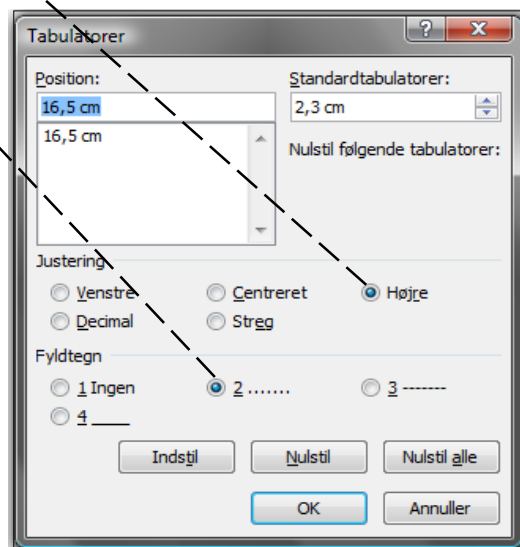 Tabulatorer
Position: Standardtabulatorer:
16,5 cm 2,3 cm
16,5 cm
Nulstil følgende tabulatorer:
Justering
Venstre Centreret Højre
Decimal Streg
Fyldtegn
1 Ingen 2 ....... 3 -------
4 ___
Indstil Nulstil Nulstil alle
OK Annuller